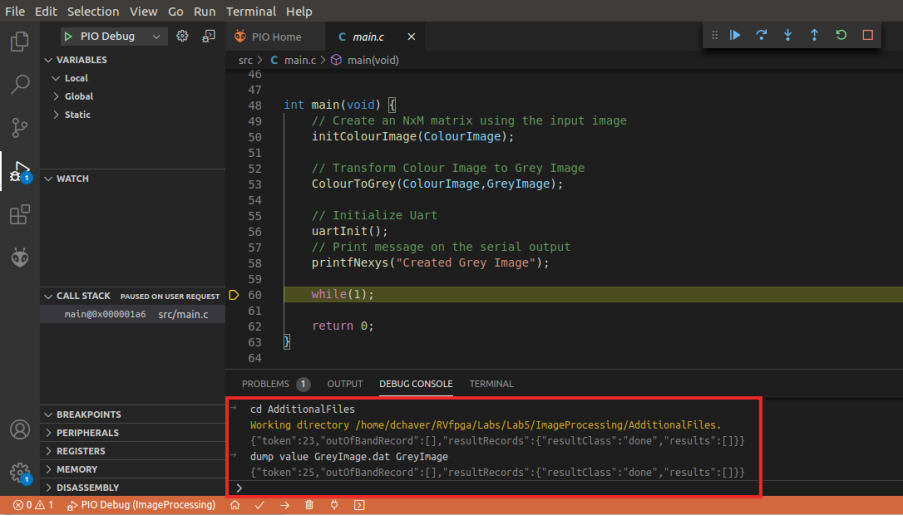 File Edit Selection View Go Run Terminal Help
PIO Debug
PIO Home
main.c
src > C main.c > main(void)
VARIABLES
Local
Global
Static
WATCH
CALL STACK PAUSED ON USER REQUEST
main@0x000001a6 src/main.c
BREAKPOINTS
PERIPHERALS
REGISTERS
MEMORY
DISASSEMBLY
46
47
48 int main(void) {
49 // Create an NxM matrix using the input image
50 initColourImage(ColourImage);
51
52 // Transform Colour Image to Grey Image
53 ColourToGrey(ColourImage,GreyImage);
54
55 // Initialize Uart
56 uartInit();
57 // Print message on the serial output
58 printfNexys("Created Grey Image");
59
60 while(1);
61
62 return 0;
63 }
64
PROBLEMS 1 OUTPUT DEBUG CONSOLE TERMINAL
cd AdditionalFiles
Working directory /home/dchaver/RVfpga/Labs/Lab5/ImageProcessing/AdditionalFiles.
{"token":23,"outOfBandRecord":[],"resultRecords":{"resultClass":"done","results":[]}}
dump value GreyImage.dat GreyImage
{"token":25,"outOfBandRecord":[],"resultRecords":{"resultClass":"done","results":[]}}
>
1
1
0 1 PIO Debug (ImageProcessing)